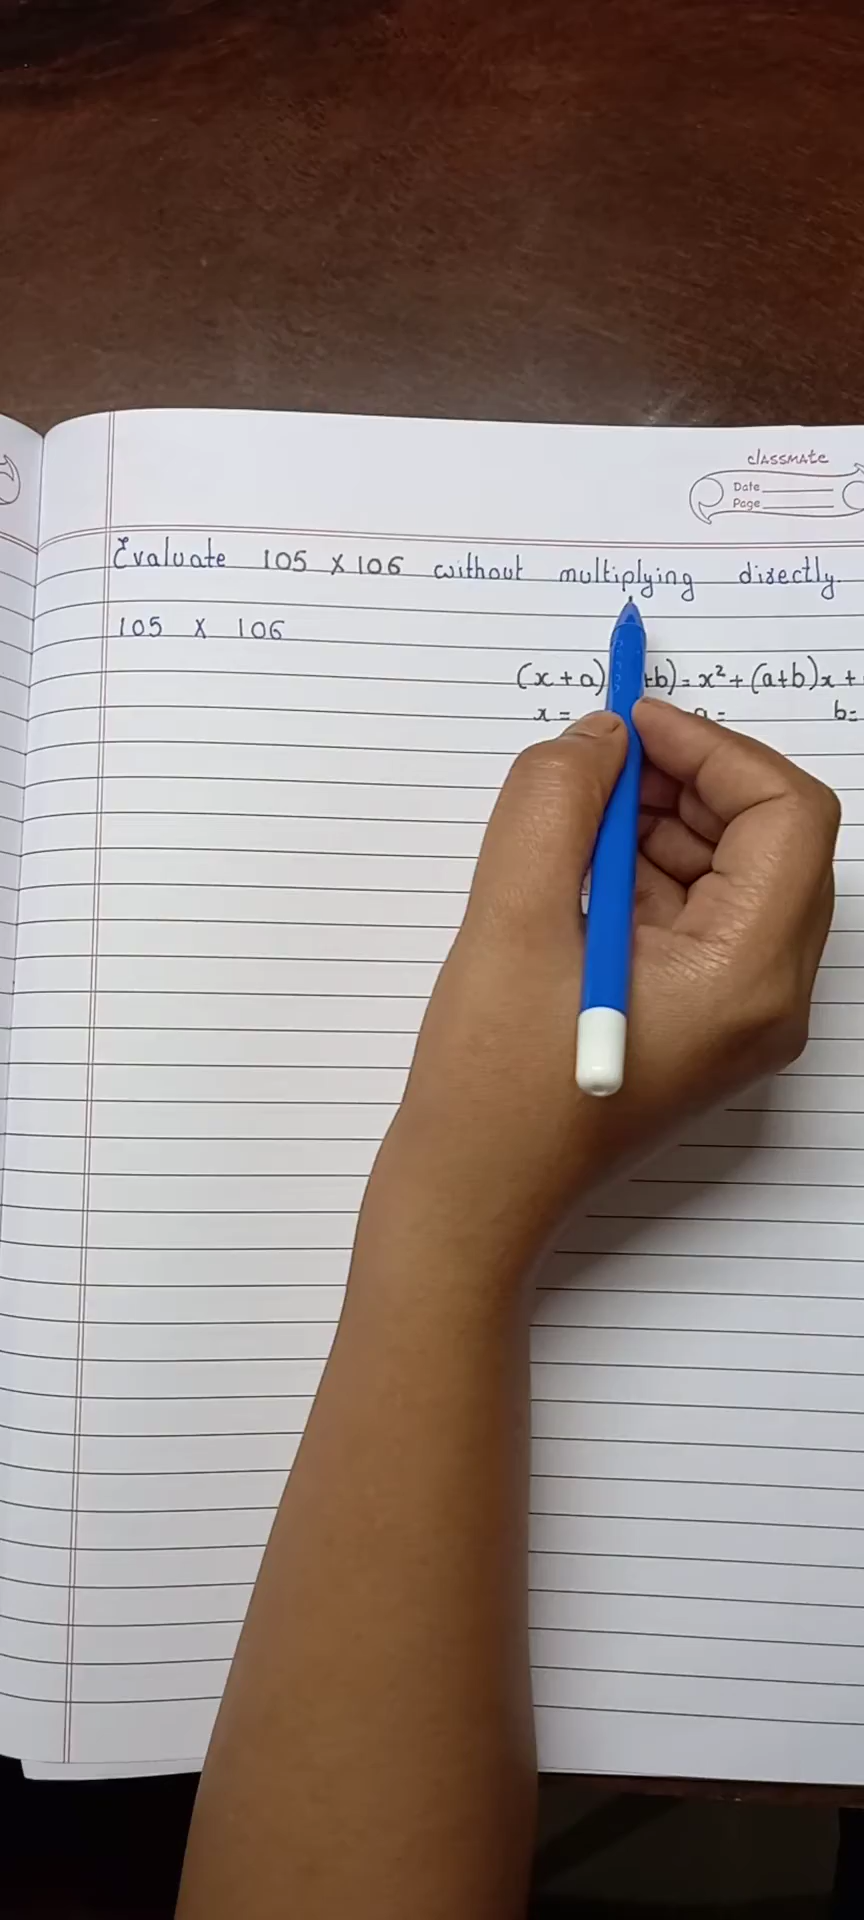 classmate
Date
Page
Evaluate 105 X 106 without multiplying directly.
105 X 106
(x+a) +b) = x² + (a+b)x +
x = a = b =